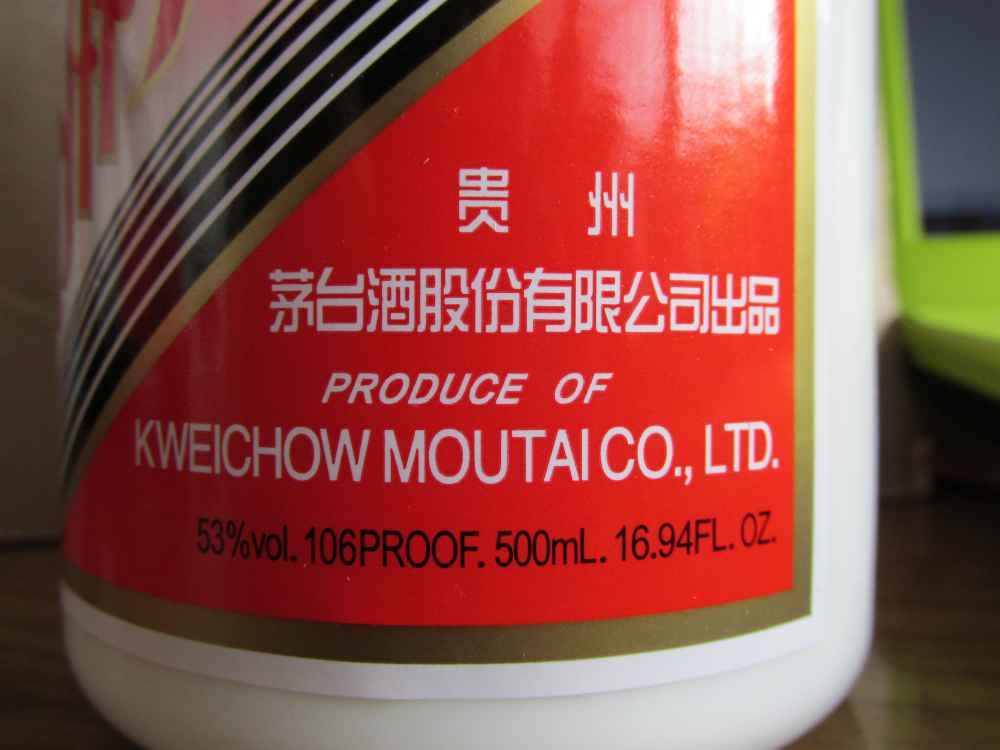 贵 州
茅台酒股份有限公司出品
PRODUCE OF
KWEICHOW MOUTAI CO., LTD.
53%vol. 106PROOF. 500mL. 16.94FL. OZ.